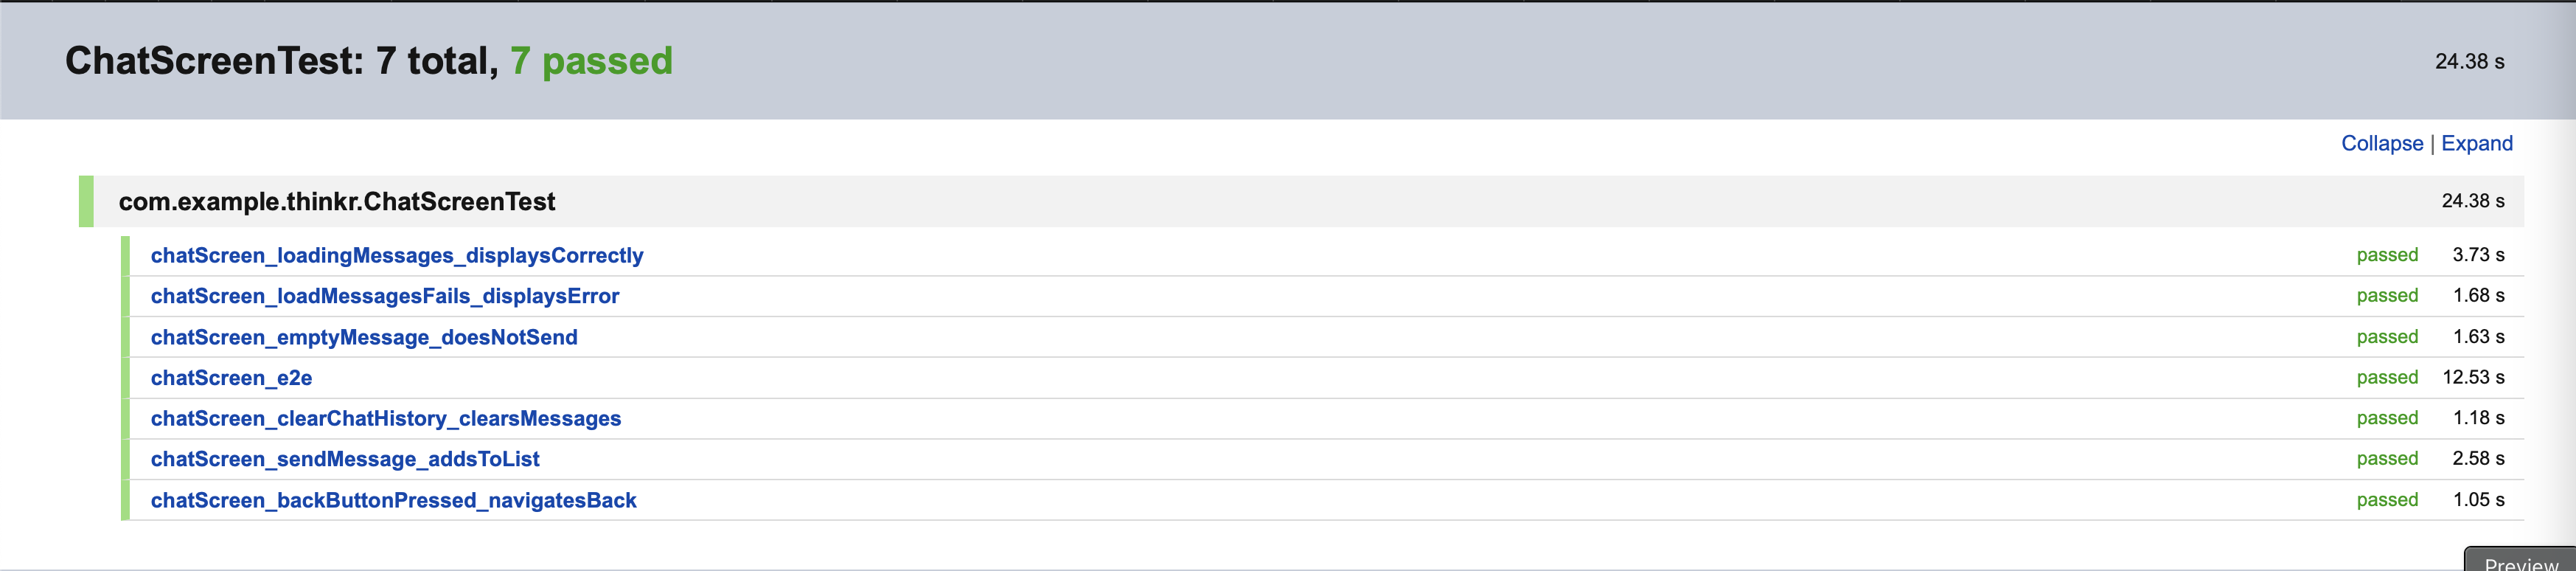 ChatScreenTest: 7 total, 7 passed 24.38 s
Collapse | Expand
com.example.thinkr.ChatScreenTest 24.38 s
chatScreen_loadingMessages_displaysCorrectly passed 3.73 s
chatScreen_loadMessagesFails_displaysError passed 1.68 s
chatScreen_emptyMessage_doesNotSend passed 1.63 s
chatScreen_e2e passed 12.53 s
chatScreen_clearChatHistory_clearsMessages passed 1.18 s
chatScreen_sendMessage_addsToList passed 2.58 s
chatScreen_backButtonPressed_navigatesBack passed 1.05 s
Preview